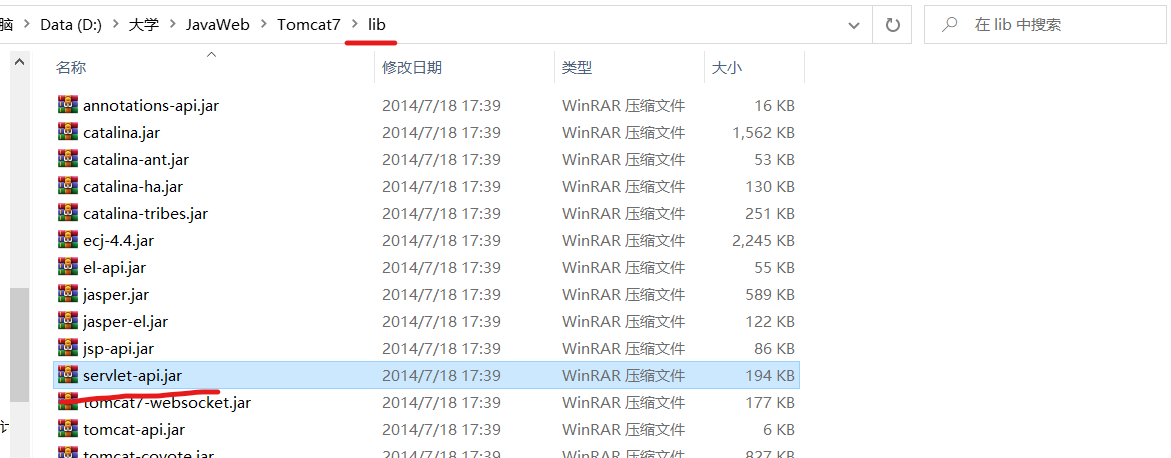 脑 > Data (D:) > 大学 > JavaWeb > Tomcat7 > lib 在 lib 中搜索
名称 修改日期 类型 大小
annotations-api.jar 2014/7/18 17:39 WinRAR 压缩文件 16 KB
catalina.jar 2014/7/18 17:39 WinRAR 压缩文件 1,562 KB
catalina-ant.jar 2014/7/18 17:39 WinRAR 压缩文件 53 KB
catalina-ha.jar 2014/7/18 17:39 WinRAR 压缩文件 130 KB
catalina-tribes.jar 2014/7/18 17:39 WinRAR 压缩文件 251 KB
ecj-4.4.jar 2014/7/18 17:39 WinRAR 压缩文件 2,245 KB
el-api.jar 2014/7/18 17:39 WinRAR 压缩文件 55 KB
jasper.jar 2014/7/18 17:39 WinRAR 压缩文件 589 KB
jasper-el.jar 2014/7/18 17:39 WinRAR 压缩文件 122 KB
jsp-api.jar 2014/7/18 17:39 WinRAR 压缩文件 86 KB
servlet-api.jar 2014/7/18 17:39 WinRAR 压缩文件 194 KB
tomcat7-websocket.jar 2014/7/18 17:39 WinRAR 压缩文件 177 KB
tomcat-api.jar 2014/7/18 17:39 WinRAR 压缩文件 6 KB
tomcat-coyote.jar 2014/7/18 17:39 WinRAR 压缩文件 827 KB